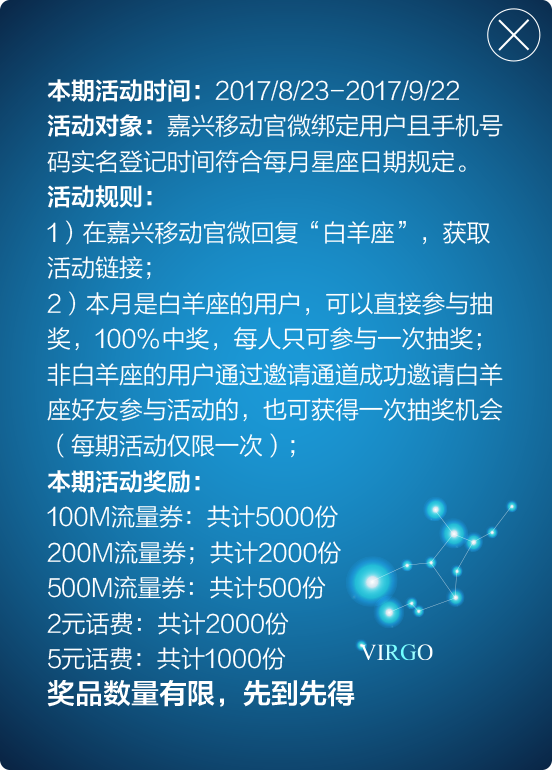 本期活动时间：2017/8/23-2017/9/22
活动对象：嘉兴移动官微绑定用户且手机号
码实名登记时间符合每月星座日期规定。
活动规则：
1）在嘉兴移动官微回复“白羊座”，获取
活动链接；
2）本月是白羊座的用户，可以直接参与抽
奖，100%中奖，每人只可参与一次抽奖；
非白羊座的用户通过邀请通道成功邀请白羊
座好友参与活动的，也可获得一次抽奖机会
（每期活动仅限一次）；
本期活动奖励：
100M流量券：共计5000份
200M流量券；共计2000份
500M流量券：共计500份
2元话费：共计2000份
5元话费：共计1000份
VIRGO
奖品数量有限，先到先得